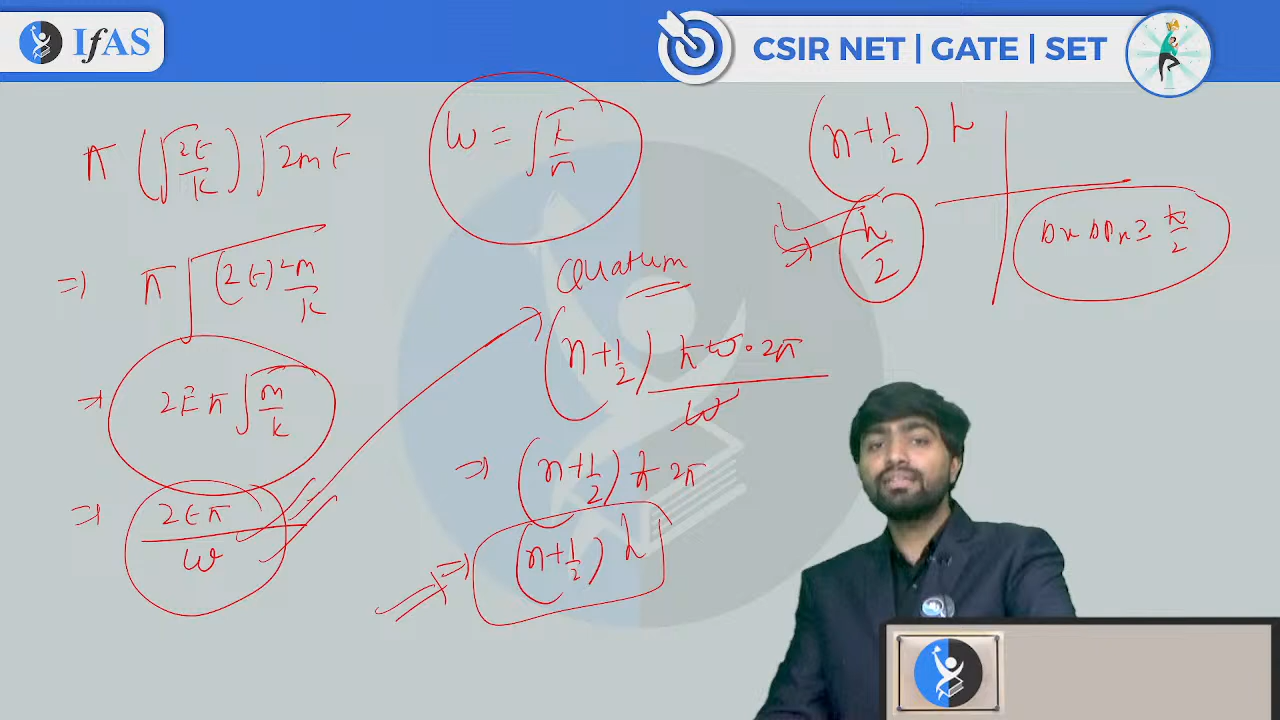 IfAS
CSIR NET | GATE | SET
π (√(2E/k)) √(2mE)
⇒ π √((2E)² m/k)
⇒ 2Eπ √(m/k)
⇒ 2Eπ/ω
ω = √(k/m)
Quatum
(n+1/2) ħω·2π/ω
⇒ (n+1/2) ħ 2π
⇒ (n+1/2) h
(n+1/2) h
⇒ h/2
Δx ΔPx ≥ ħ/2